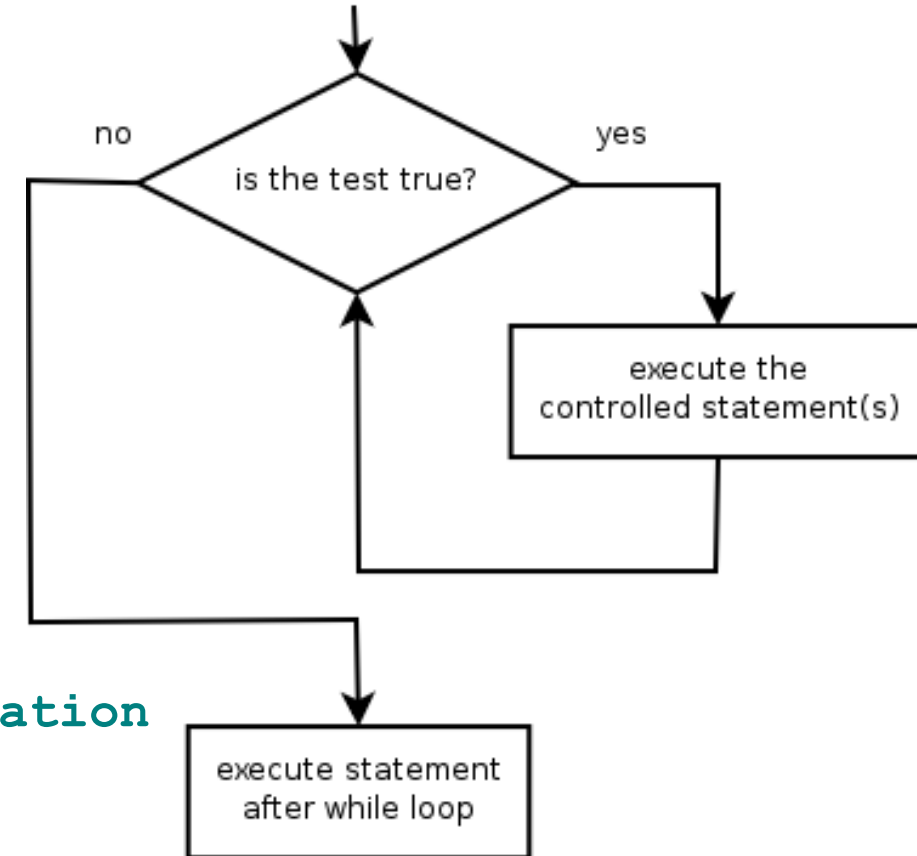 no
yes
is the test true?
execute the
controlled statement(s)
ation
execute statement
after while loop